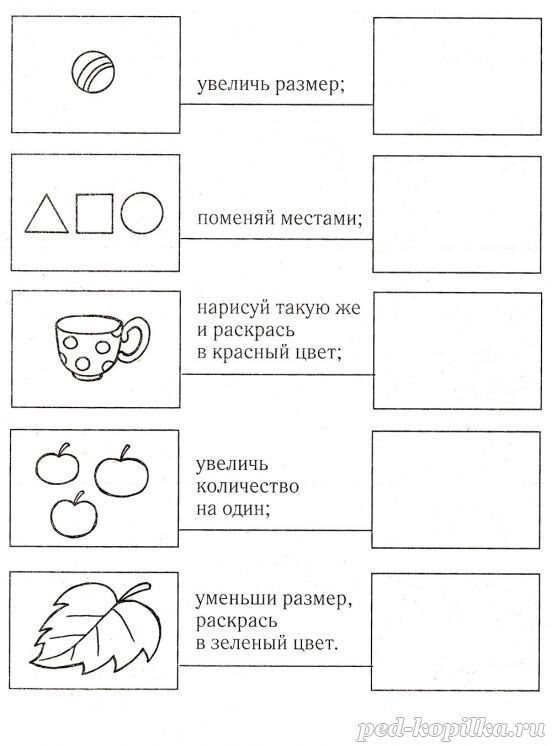 увеличь размер;
поменяй местами;
нарисуй такую же
и раскрась
в красный цвет;
увеличь
количество
на один;
уменьши размер,
раскрась
в зеленый цвет.
ped-kopilka.ru